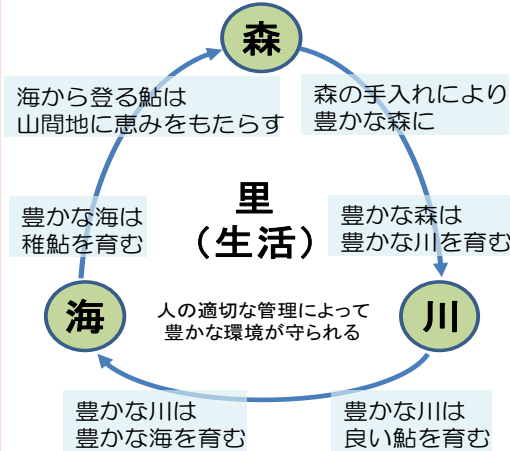 森
海から登る鮎は
山間地に恵みをもたらす
森の手入れにより
豊かな森に
豊かな海は
稚鮎を育む
里
（生活）
豊かな森は
豊かな川を育む
海
人の適切な管理によって
豊かな環境が守られる
川
豊かな川は
豊かな海を育む
豊かな川は
良い鮎を育む